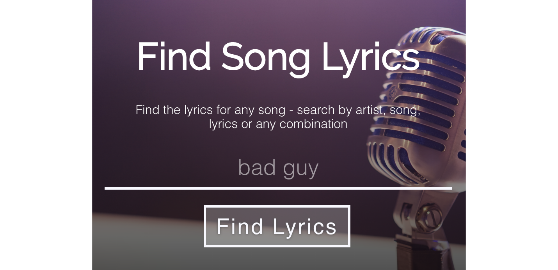 Find Song Lyrics
Find the lyrics for any song - search by artist, song,
lyrics or any combination
bad guy
Find Lyrics